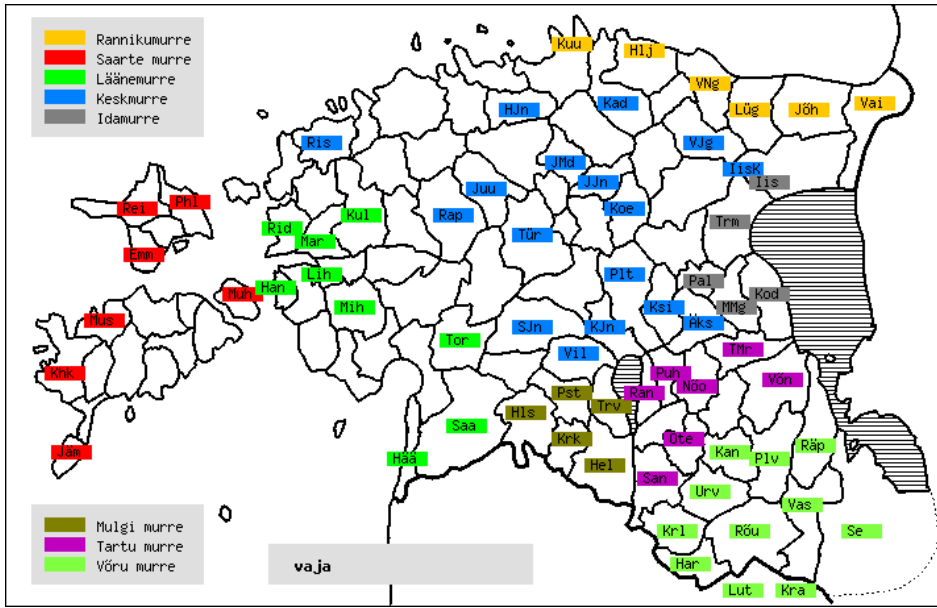 Rannikumurre
Saarte murre
Läänemurre
Keskmurre
Idamurre
Kuu
Hlj
VNg
Lüg
Jõh
Vai
HJn
Kad
VJg
Ris
JMd
JJn
IisK
Iis
Juu
Koe
Rei
Phl
Kul
Rap
Trm
Rid
Mar
Tür
Emm
Lih
Han
Muh
Mih
Plt
Pal
Kod
MMg
Ksi
Äks
Mus
SJn
KJn
Tor
Vil
TMr
Khk
Puh
Nõo
Võn
Pst
Ran
Trv
Hls
Saa
Krk
Ote
Jäm
Hää
Hel
Kan
Plv
Räp
San
Urv
Vas
Krl
Rõu
Se
Har
Lut
Kra
Mulgi murre
Tartu murre
Võru murre
vaja